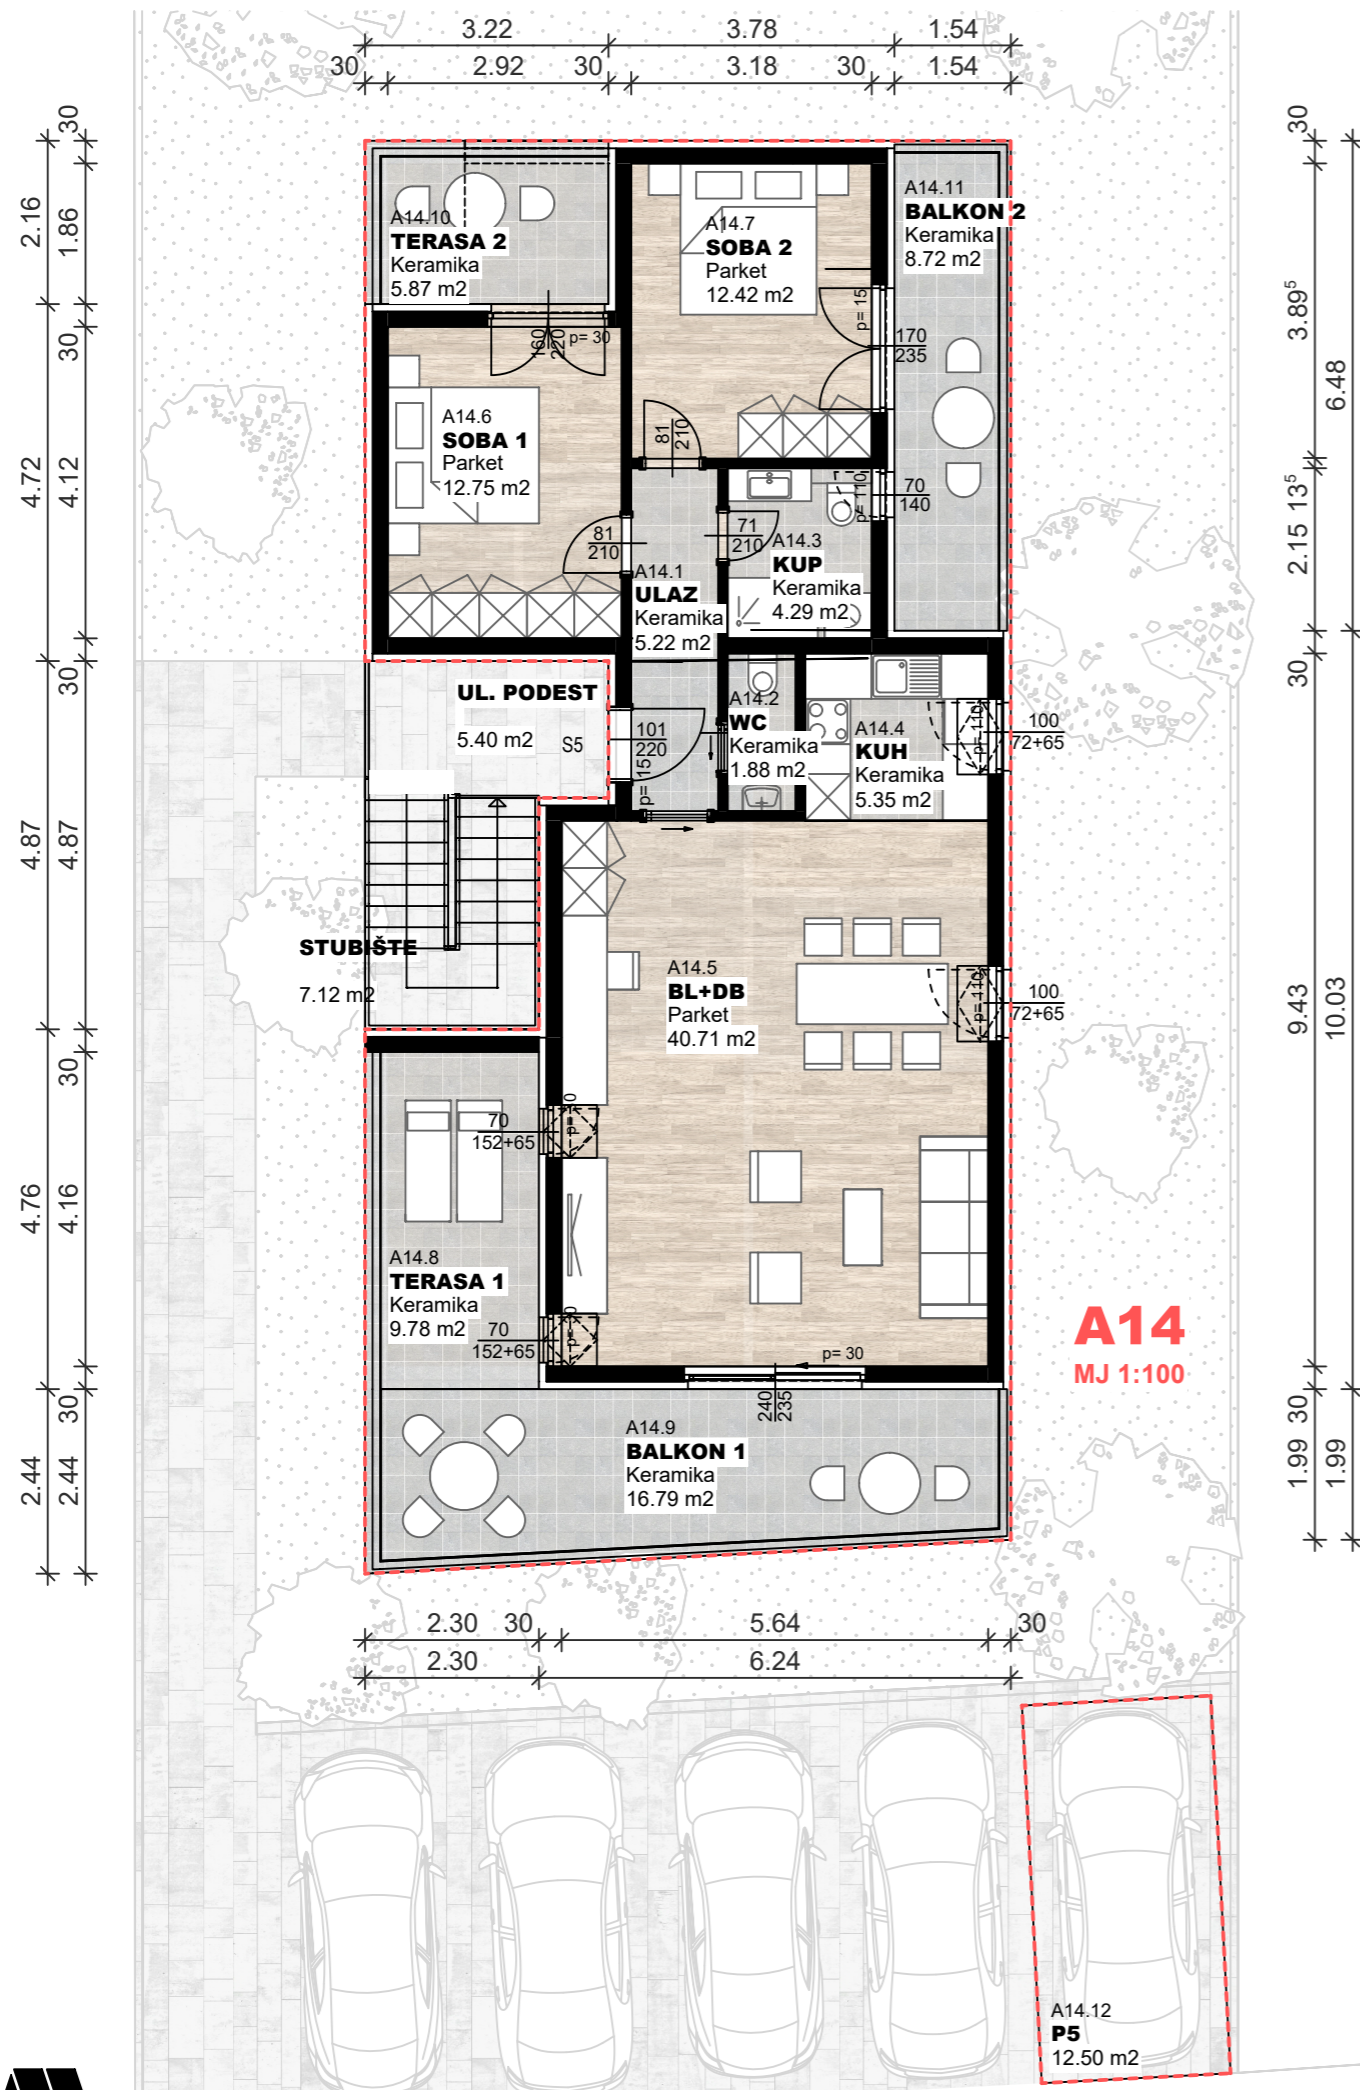 3.22 3.78 1.54
30 2.92 30 3.18 30 1.54
30
2.16
1.86
30
4.72
4.12
30
4.87
4.87
30
4.76
4.16
30
2.44
2.44
A14.10
TERASA 2
Keramika
5.87 m2
A14.7
SOBA 2
Parket
12.42 m2
A14.11
BALKON 2
Keramika
8.72 m2
160
220
p= 30
p= 15
170
235
A14.6
SOBA 1
Parket
12.75 m2
81
210
81
210
71
210
p= 110
70
140
A14.1
ULAZ
Keramika
5.22 m2
A14.3
KUP
Keramika
4.29 m2
UL. PODEST
5.40 m2
S5
101
220
p= 15
A14.2
WC
Keramika
1.88 m2
A14.4
KUH
Keramika
5.35 m2
p= 110
100
72+65
STUBIŠTE
7.12 m2
A14.5
BL+DB
Parket
40.71 m2
p= 110
100
72+65
70
152+65
A14.8
TERASA 1
Keramika
9.78 m2
70
152+65
p= 30
240
235
A14.9
BALKON 1
Keramika
16.79 m2
A14
MJ 1:100
30
3.89⁵
6.48
13⁵
2.15
30
9.43
10.03
30
1.99
1.99
2.30 30 5.64 30
2.30 6.24
A14.12
P5
12.50 m2